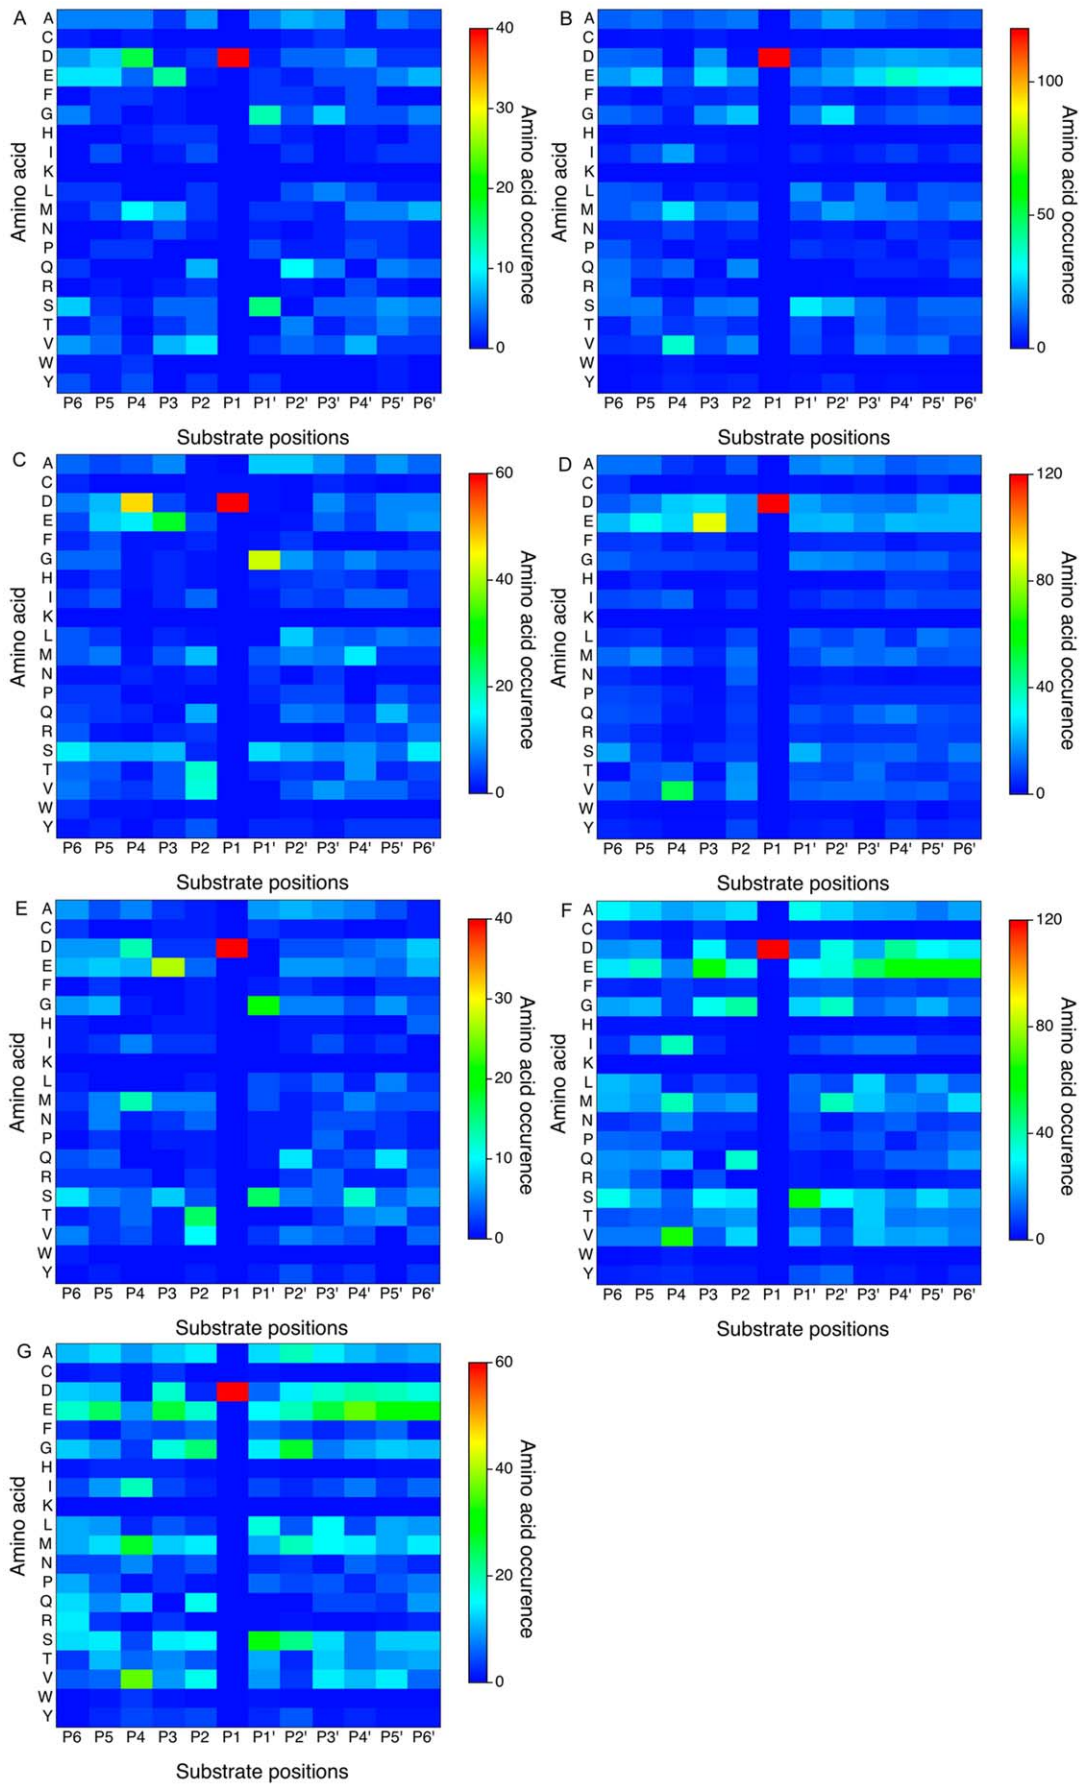 A
Amino acid
A
C
D
E
F
G
H
I
K
L
M
N
P
Q
R
S
T
V
W
Y
P6 P5 P4 P3 P2 P1 P1' P2' P3' P4' P5' P6'
Substrate positions
40
30
20
10
0
Amino acid occurence
B
Amino acid
A
C
D
E
F
G
H
I
K
L
M
N
P
Q
R
S
T
V
W
Y
P6 P5 P4 P3 P2 P1 P1' P2' P3' P4' P5' P6'
Substrate positions
100
50
0
Amino acid occurence
C
Amino acid
A
C
D
E
F
G
H
I
K
L
M
N
P
Q
R
S
T
V
W
Y
P6 P5 P4 P3 P2 P1 P1' P2' P3' P4' P5' P6'
Substrate positions
60
40
20
0
Amino acid occurence
D
Amino acid
A
C
D
E
F
G
H
I
K
L
M
N
P
Q
R
S
T
V
W
Y
P6 P5 P4 P3 P2 P1 P1' P2' P3' P4' P5' P6'
Substrate positions
120
80
40
0
Amino acid occurence
E
Amino acid
A
C
D
E
F
G
H
I
K
L
M
N
P
Q
R
S
T
V
W
Y
P6 P5 P4 P3 P2 P1 P1' P2' P3' P4' P5' P6'
Substrate positions
40
30
20
10
0
Amino acid occurence
F
Amino acid
A
C
D
E
F
G
H
I
K
L
M
N
P
Q
R
S
T
V
W
Y
P6 P5 P4 P3 P2 P1 P1' P2' P3' P4' P5' P6'
Substrate positions
120
80
40
0
Amino acid occurence
G
Amino acid
A
C
D
E
F
G
H
I
K
L
M
N
P
Q
R
S
T
V
W
Y
P6 P5 P4 P3 P2 P1 P1' P2' P3' P4' P5' P6'
Substrate positions
60
40
20
0
Amino acid occurence